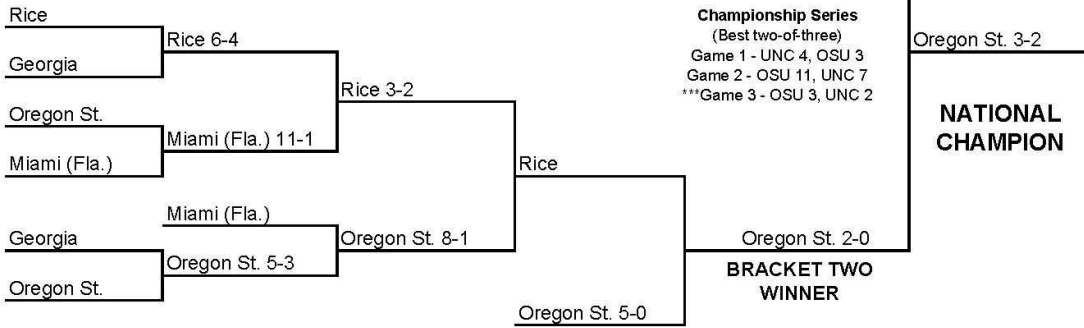 Rice
Rice 6-4
Georgia
Rice 3-2
Oregon St.
Miami (Fla.) 11-1
Miami (Fla.)
Rice
Miami (Fla.)
Georgia
Oregon St. 8-1
Oregon St. 5-3
Oregon St.
Oregon St. 5-0
Oregon St. 2-0
BRACKET TWO
WINNER
Championship Series
(Best two-of-three)
Game 1 - UNC 4, OSU 3
Game 2 - OSU 11, UNC 7
***Game 3 - OSU 3, UNC 2
Oregon St. 3-2
NATIONAL
CHAMPION